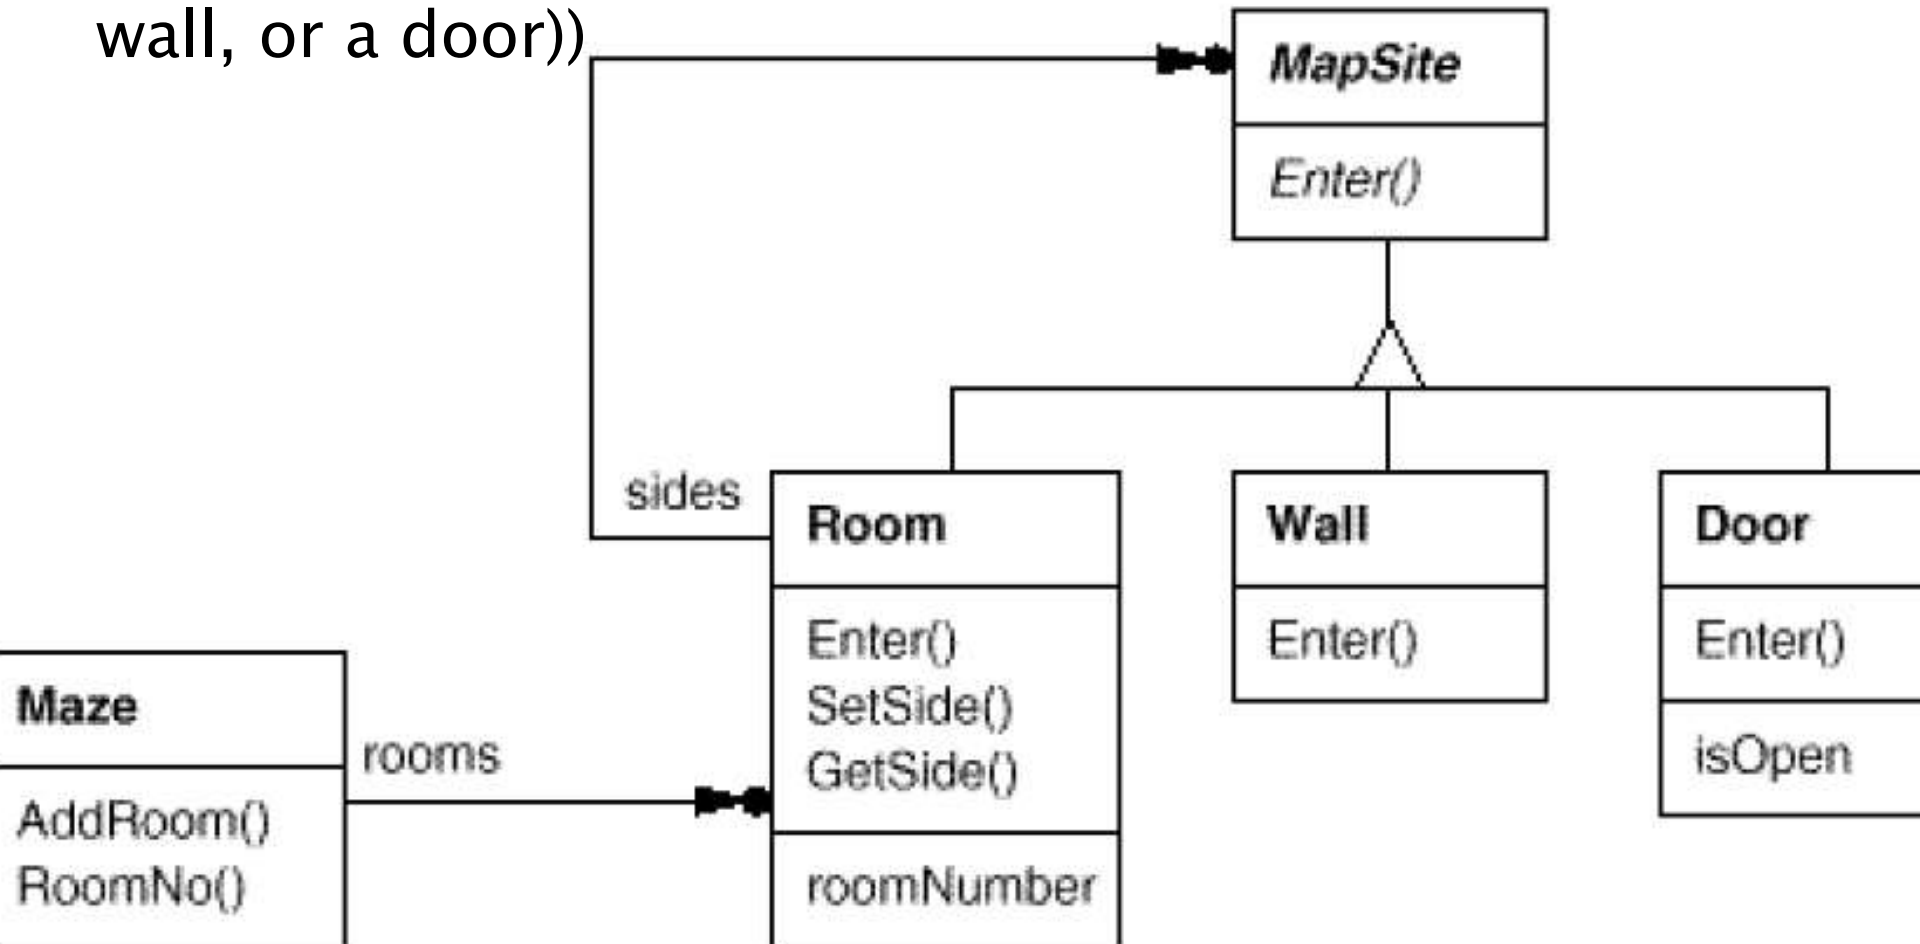 wall, or a door))
MapSite
Enter()
sides
Room
Enter()
SetSide()
GetSide()
roomNumber
Wall
Enter()
Door
Enter()
isOpen
Maze
rooms
AddRoom()
RoomNo()